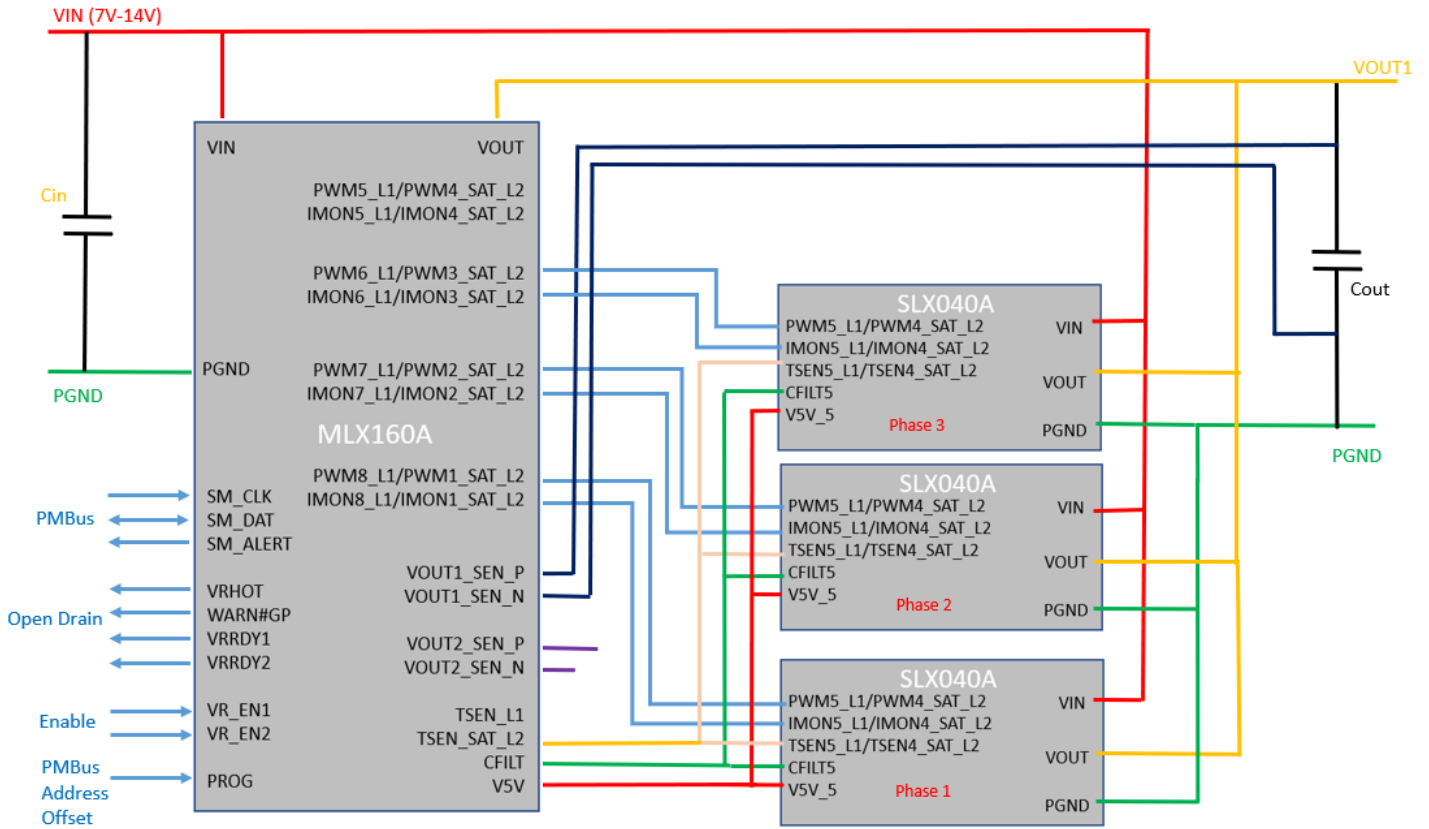 VIN (7V-14V)
VOUT1
VIN
VOUT
PWM5_L1/PWM4_SAT_L2
IMON5_L1/IMON4_SAT_L2
Cin
PWM6_L1/PWM3_SAT_L2
IMON6_L1/IMON3_SAT_L2
PGND
PGND
PWM7_L1/PWM2_SAT_L2
IMON7_L1/IMON2_SAT_L2
MLX160A
PWM8_L1/PWM1_SAT_L2
IMON8_L1/IMON1_SAT_L2
PMBus
SM_CLK
SM_DAT
SM_ALERT
VOUT1_SEN_P
VOUT1_SEN_N
Open Drain
VRHOT
WARN#GP
VRRDY1
VRRDY2
VOUT2_SEN_P
VOUT2_SEN_N
Enable
VR_EN1
VR_EN2
TSEN_L1
TSEN_SAT_L2
CFILT
V5V
PMBus
Address
Offset
PROG
SLX040A
PWM5_L1/PWM4_SAT_L2
IMON5_L1/IMON4_SAT_L2
TSEN5_L1/TSEN4_SAT_L2
CFILT5
V5V_5
Phase 3
VIN
VOUT
PGND
Cout
PGND
SLX040A
PWM5_L1/PWM4_SAT_L2
IMON5_L1/IMON4_SAT_L2
TSEN5_L1/TSEN4_SAT_L2
CFILT5
V5V_5
Phase 2
VIN
VOUT
PGND
SLX040A
PWM5_L1/PWM4_SAT_L2
IMON5_L1/IMON4_SAT_L2
TSEN5_L1/TSEN4_SAT_L2
CFILT5
V5V_5
Phase 1
VIN
VOUT
PGND